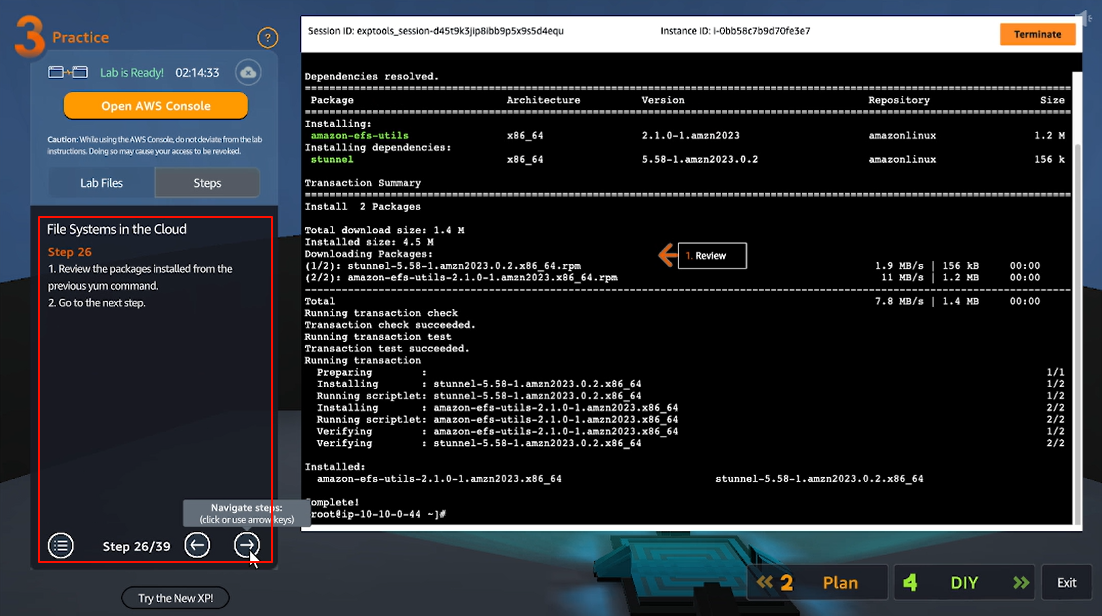 3 Practice
?
Lab is Ready! 02:14:33
Open AWS Console
Caution: While using the AWS Console, do not deviate from the lab
instructions. Doing so may cause your access to be revoked.
Lab Files Steps
File Systems in the Cloud
Step 26
1. Review the packages installed from the
previous yum command.
2. Go to the next step.
Navigate steps:
(click or use arrow keys)
Step 26/39
Try the New XP!
Session ID: exptools_session-d45t9k3jip8ibb9p5x9s5d4equ Instance ID: i-0bb58c7b9d70fe3e7 Terminate
Dependencies resolved.
Package Architecture Version Repository Size
Installing:
amazon-efs-utils x86_64 2.1.0-1.amzn2023 amazonlinux 1.2 M
Installing dependencies:
stunnel x86_64 5.58-1.amzn2023.0.2 amazonlinux 156 k
Transaction Summary
Install 2 Packages
Total download size: 1.4 M
Installed size: 4.5 M
Downloading Packages:
1. Review
(1/2): stunnel-5.58-1.amzn2023.0.2.x86_64.rpm 1.9 MB/s | 156 kB 00:00
(2/2): amazon-efs-utils-2.1.0-1.amzn2023.x86_64.rpm 11 MB/s | 1.2 MB 00:00
Total 7.8 MB/s | 1.4 MB 00:00
Running transaction check
Transaction check succeeded.
Running transaction test
Transaction test succeeded.
Running transaction
Preparing : 1/1
Installing : stunnel-5.58-1.amzn2023.0.2.x86_64 1/2
Running scriptlet: stunnel-5.58-1.amzn2023.0.2.x86_64 1/2
Installing : amazon-efs-utils-2.1.0-1.amzn2023.x86_64 2/2
Running scriptlet: amazon-efs-utils-2.1.0-1.amzn2023.x86_64 2/2
Verifying : amazon-efs-utils-2.1.0-1.amzn2023.x86_64 1/2
Verifying : stunnel-5.58-1.amzn2023.0.2.x86_64 2/2
Installed:
amazon-efs-utils-2.1.0-1.amzn2023.x86_64 stunnel-5.58-1.amzn2023.0.2.x86_64
omplete!
root@ip-10-10-0-44 ~]#
2 Plan
4 DIY
Exit